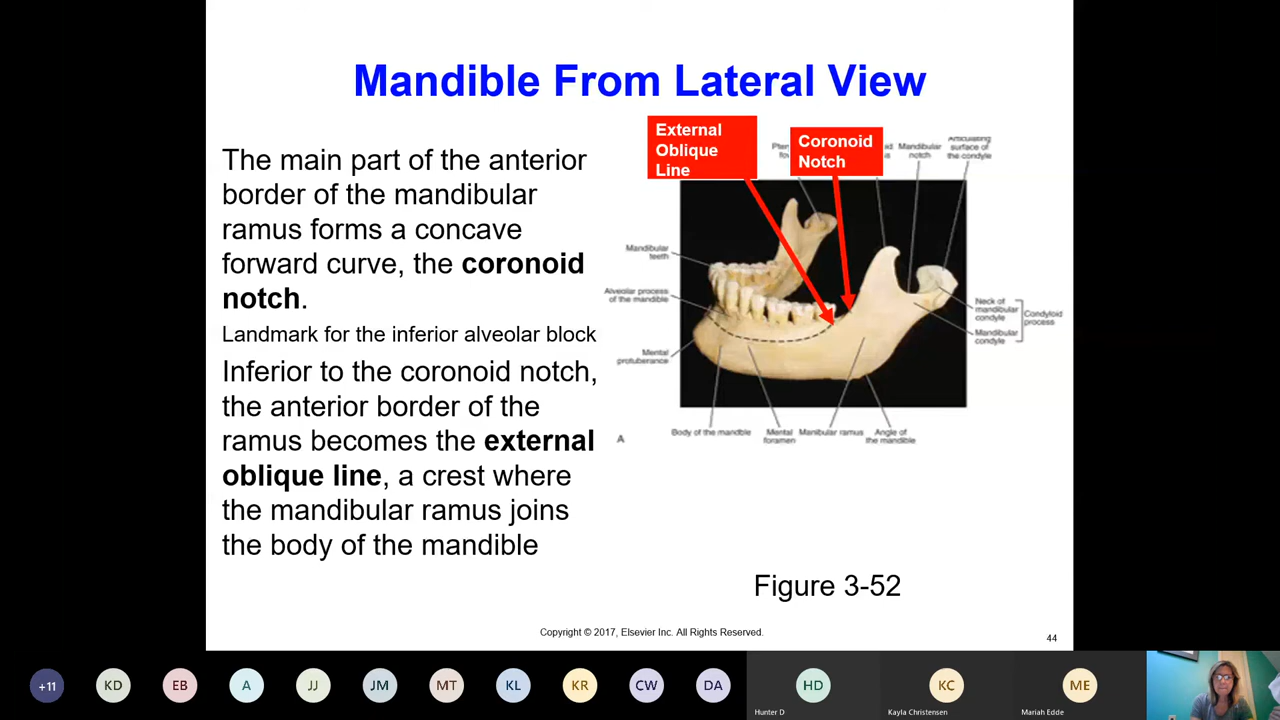 Mandible From Lateral View
The main part of the anterior
border of the mandibular
ramus forms a concave
forward curve, the coronoid
notch.
Landmark for the inferior alveolar block
Inferior to the coronoid notch,
the anterior border of the
ramus becomes the external
oblique line, a crest where
the mandibular ramus joins
the body of the mandible
External
Oblique
Line
Coronoid
Notch
Mandibular
notch
Articulating
surface of
the condyle
Mandibular
teeth
Alveolar process
of the mandible
Mental
protuberance
Neck of
mandibular
condyle
Mandibular
condyle
Condyloid
process
A
Body of the mandible
Mental
foramen
Manibular ramus
Angle of
the mandible
Figure 3-52
Copyright © 2017, Elsevier Inc. All Rights Reserved.
44
+11
KD
EB
A
JJ
JM
MT
KL
KR
CW
DA
HD
Hunter D
KC
Kayla Christensen
ME
Mariah Edde